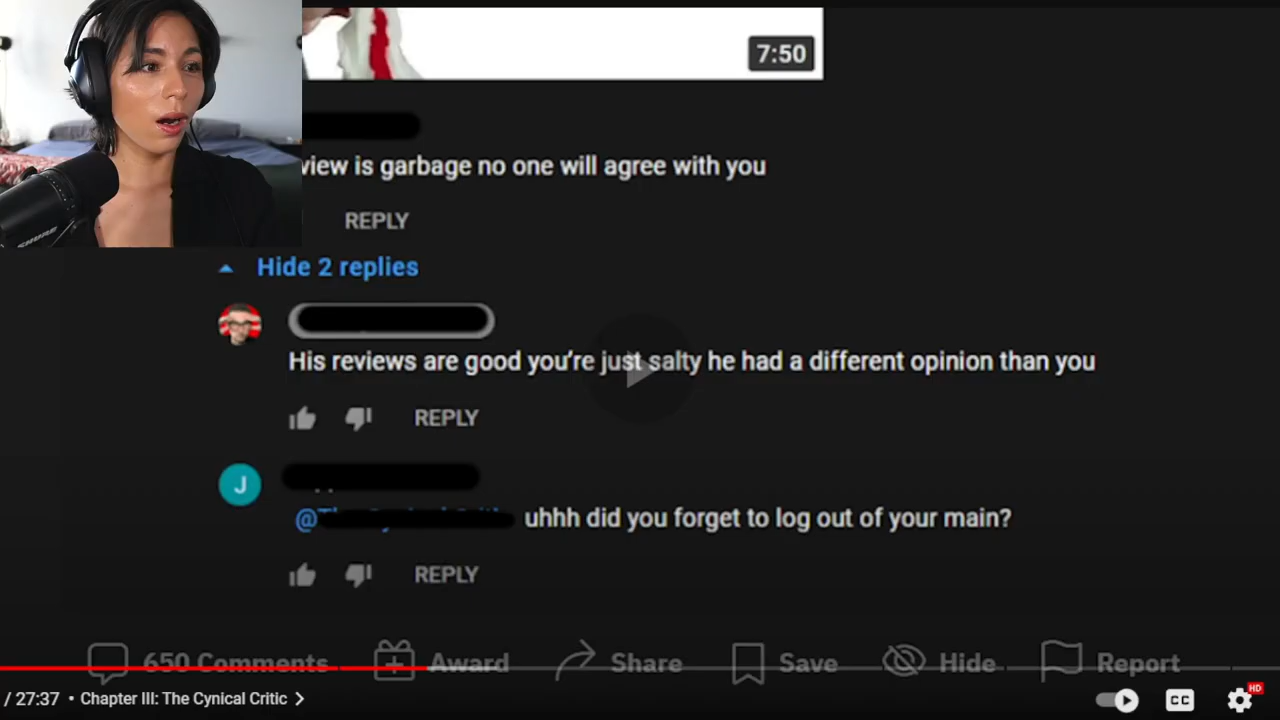 7:50
view is garbage no one will agree with you
REPLY
Hide 2 replies
His reviews are good you're just salty he had a different opinion than you
REPLY
J
uhhh did you forget to log out of your main?
REPLY
650 Comments Award Share Save Hide Report
/ 27:37 • Chapter III: The Cynical Critic
CC
HD
SHURE